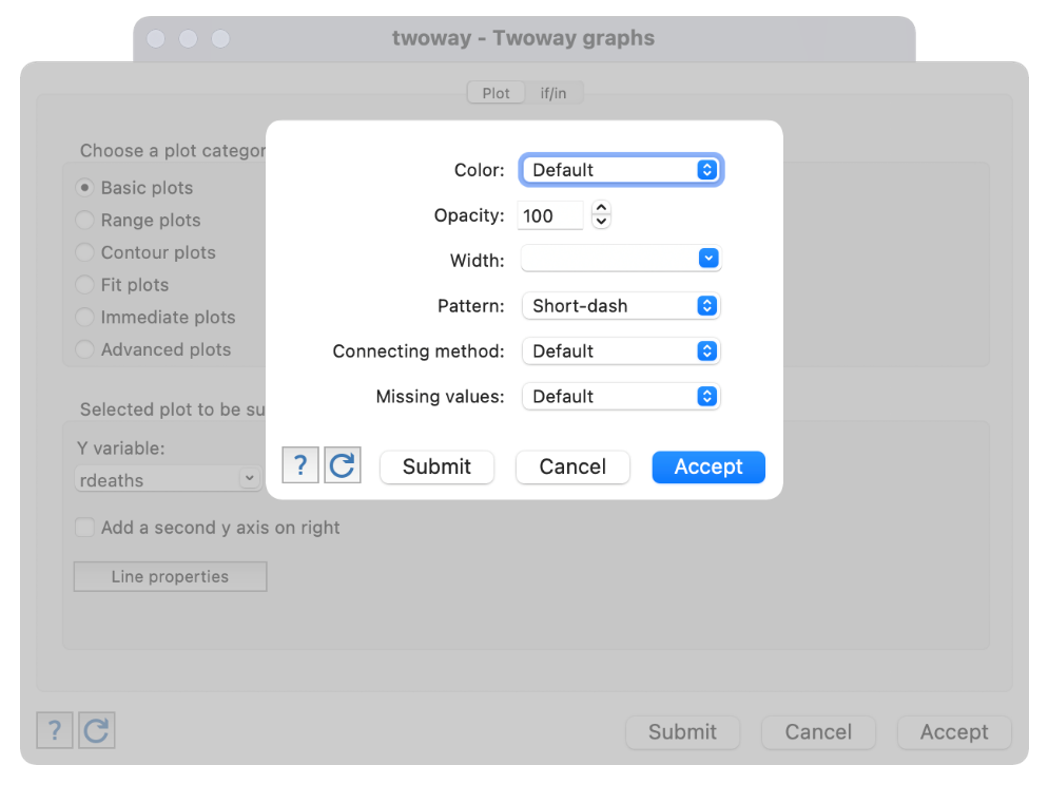 twoway - Twoway graphs
Plot if/in
Choose a plot categor
Basic plots
Range plots
Contour plots
Fit plots
Immediate plots
Advanced plots
Selected plot to be su
Y variable:
rdeaths
Add a second y axis on right
Line properties
Color: Default
Opacity: 100
Width:
Pattern: Short-dash
Connecting method: Default
Missing values: Default
? Submit Cancel Accept
? Submit Cancel Accept